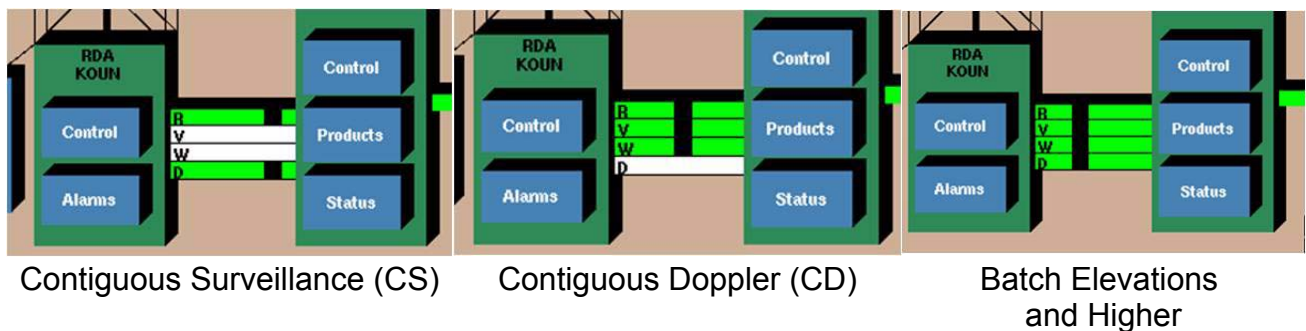 RDA
KOUN
Control
Control
R
V
W
D
Products
Alarms
Status
RDA
KOUN
Control
Control
R
V
W
D
Products
Alarms
Status
RDA
KOUN
Control
Control
R
V
W
D
Products
Alarms
Status
Contiguous Surveillance (CS)
Contiguous Doppler (CD)
Batch Elevations
and Higher